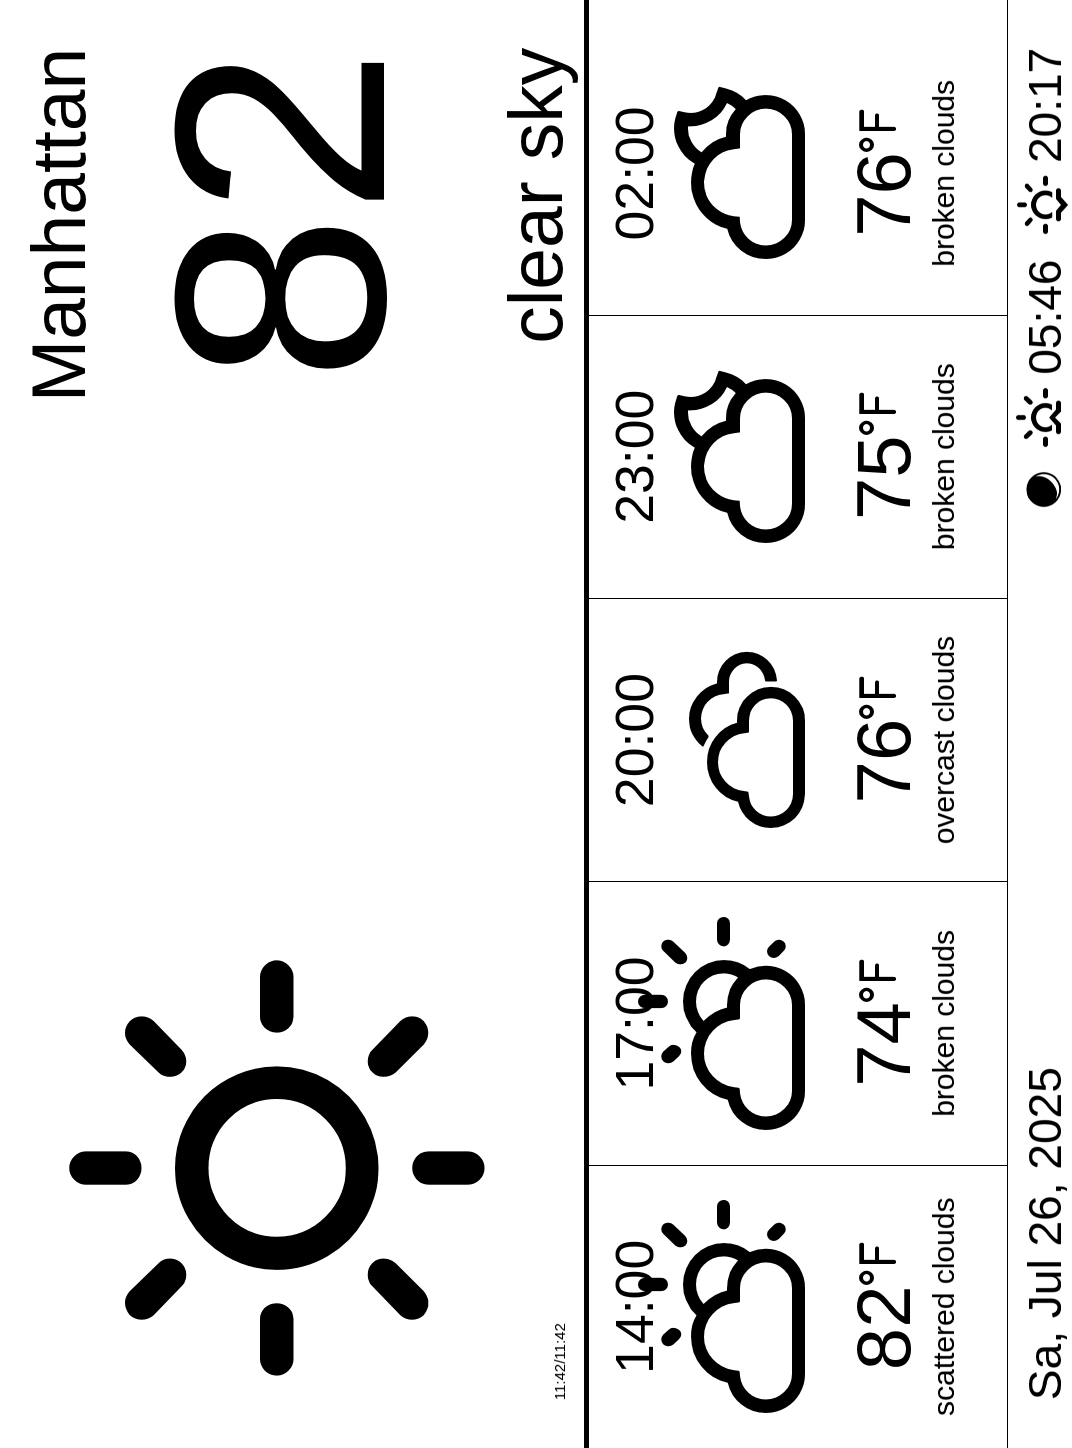 Manhattan
82
clear sky
11:42/11:42
14:00
82°F
scattered clouds
17:00
74°F
broken clouds
20:00
76°F
overcast clouds
23:00
75°F
broken clouds
02:00
76°F
broken clouds
Sa, Jul 26, 2025
05:46 20:17